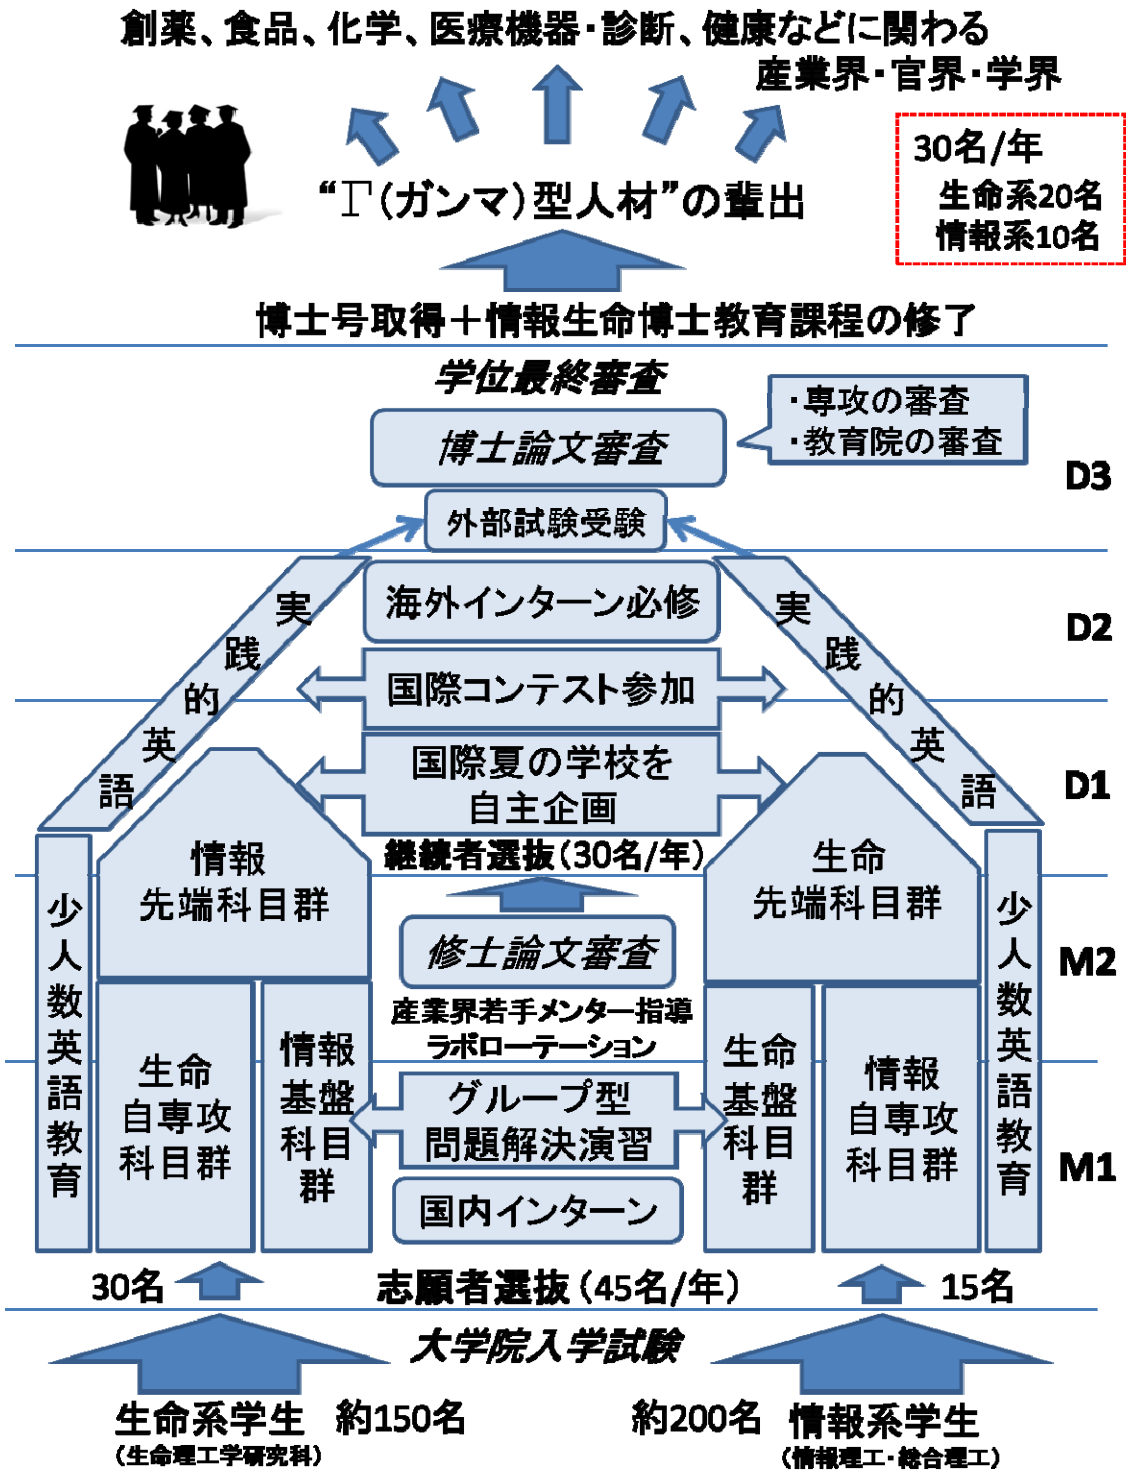 創薬、食品、化学、医療機器・診断、健康などに関わる
産業界・官界・学界
30名/年
生命系20名
情報系10名
“Γ(ガンマ)型人材”の輩出
博士号取得＋情報生命博士教育課程の修了
学位最終審査
・専攻の審査
・教育院の審査
博士論文審査
D3
外部試験受験
海外インターン必修
D2
実践的英語
実践的英語
国際コンテスト参加
国際夏の学校を
自主企画
D1
継続者選抜(30名/年)
情報
先端科目群
生命
先端科目群
少人数英語教育
少人数英語教育
修士論文審査
M2
産業界若手メンター指導
ラボローテーション
生命
自専攻
科目群
情報
基盤
科目
群
グループ型
問題解決演習
生命
基盤
科目
群
情報
自専攻
科目群
M1
国内インターン
30名
志願者選抜(45名/年)
15名
大学院入学試験
生命系学生
約150名
約200名
情報系学生
(生命理工学研究科)
(情報理工・総合理工)